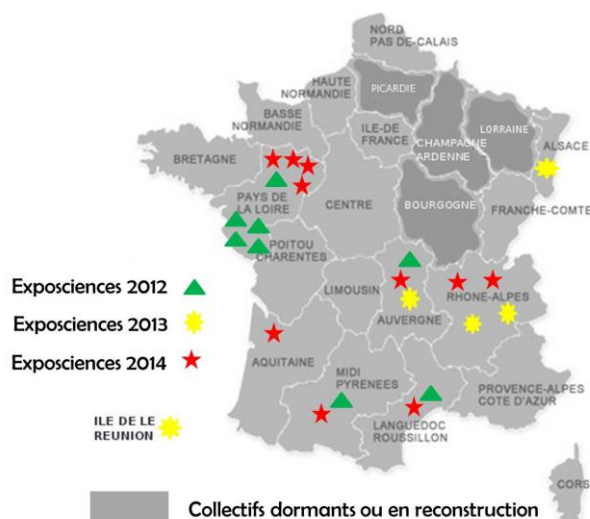 NORD
PAS DE-CALAIS
HAUTE
NORMANDIE
PICARDIE
BASSE
NORMANDIE
ILE-DE
FRANCE
CHAMPAGNE
ARDENNE
LORRAINE
ALSACE
BRETAGNE
PAYS DE
LA LOIRE
CENTRE
BOURGOGNE
FRANCHE-COMTE
POITOU
CHARENTES
LIMOUSIN
AUVERGNE
RHONE-ALPES
AQUITAINE
MIDI
PYRENEES
LANGUEDOC
ROUSSILLON
PROVENCE-ALPES
COTE D'AZUR
CORS
Exposciences 2012
Exposciences 2013
Exposciences 2014
ILE DE LE
REUNION
Collectifs dormants ou en reconstruction